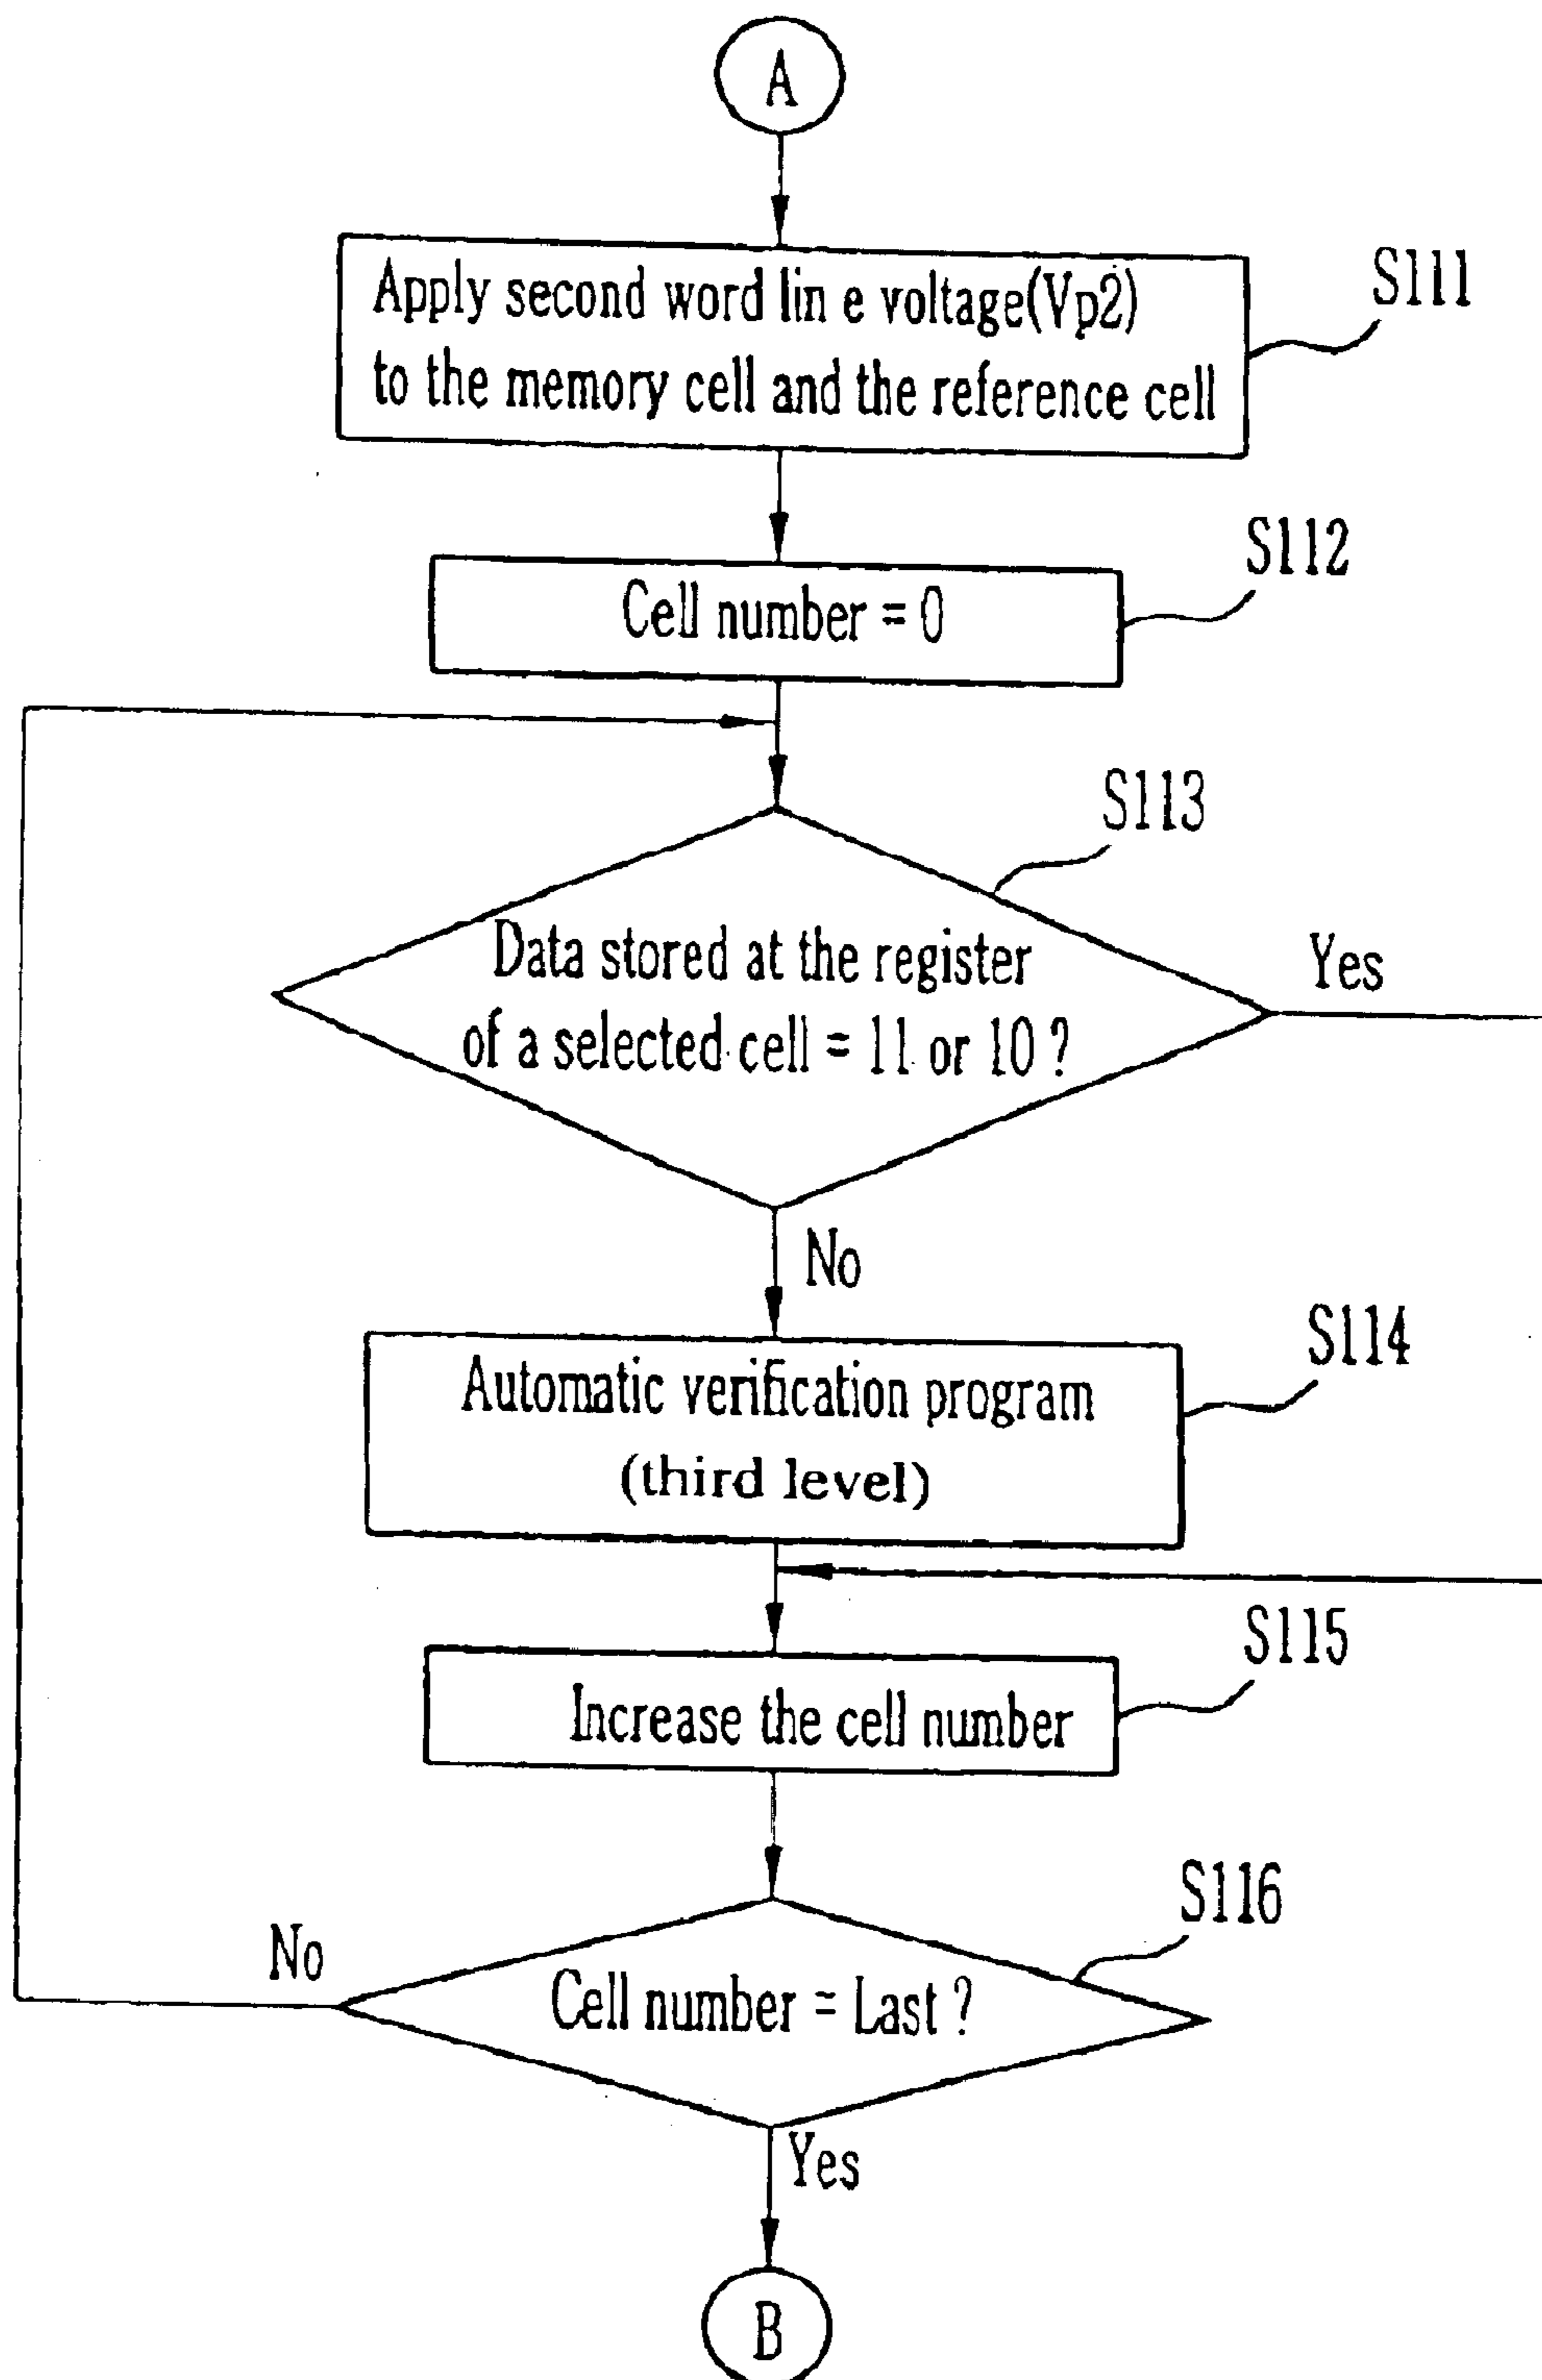 A
Apply second word lin e voltage(Vp2)
to the memory cell and the reference cell
S111
Cell number = 0
S112
S113
Data stored at the register
of a selected cell = 11 or 10 ?
Yes
No
Automatic verification program
(third level)
S114
Increase the cell number
S115
S116
Cell number = Last ?
No
Yes
B